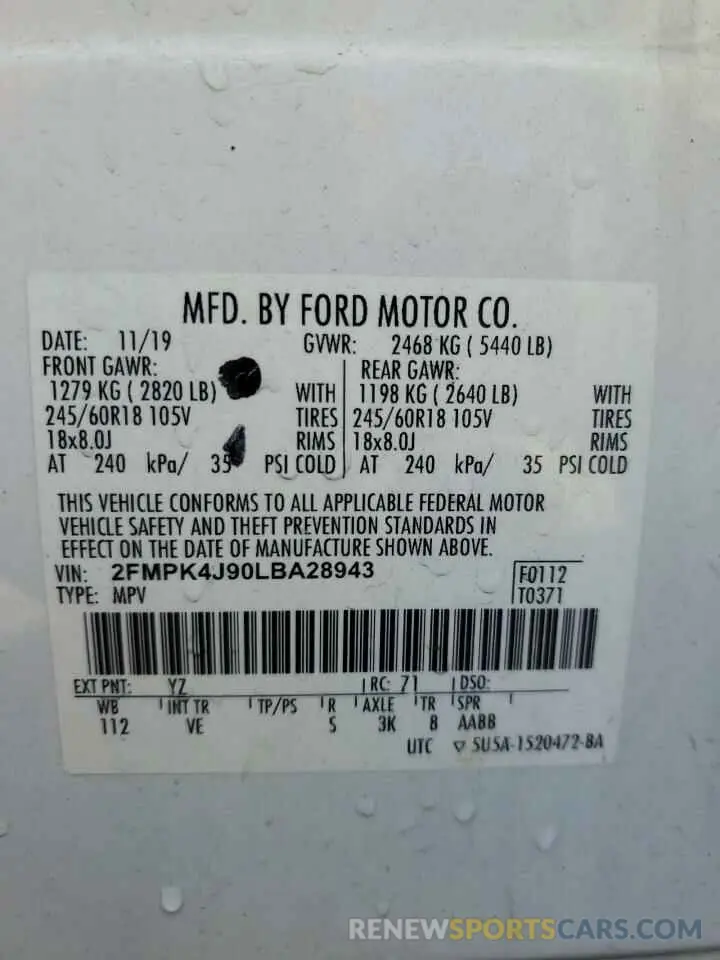 MFD. BY FORD MOTOR CO.
DATE: 11/19 GVWR: 2468 KG ( 5440 LB)
FRONT GAWR: REAR GAWR:
1279 KG ( 2820 LB) WITH 1198 KG ( 2640 LB) WITH
245/60R18 105V TIRES 245/60R18 105V TIRES
18x8.0J RIMS 18x8.0J RIMS
AT 240 kPa/ 35 PSI COLD AT 240 kPa/ 35 PSI COLD
THIS VEHICLE CONFORMS TO ALL APPLICABLE FEDERAL MOTOR
VEHICLE SAFETY AND THEFT PREVENTION STANDARDS IN
EFFECT ON THE DATE OF MANUFACTURE SHOWN ABOVE.
VIN: 2FMPK4J90LBA28943 F0112
TYPE: MPV T0371
EXT PNT: YZ RC: 71 DSO:
WB INT TR TP/PS R AXLE TR SPR
112 VE S 3K 8 AABB
UTC ▽ 5U5A-1520472-BA
RENEWSPORTSCARS.COM